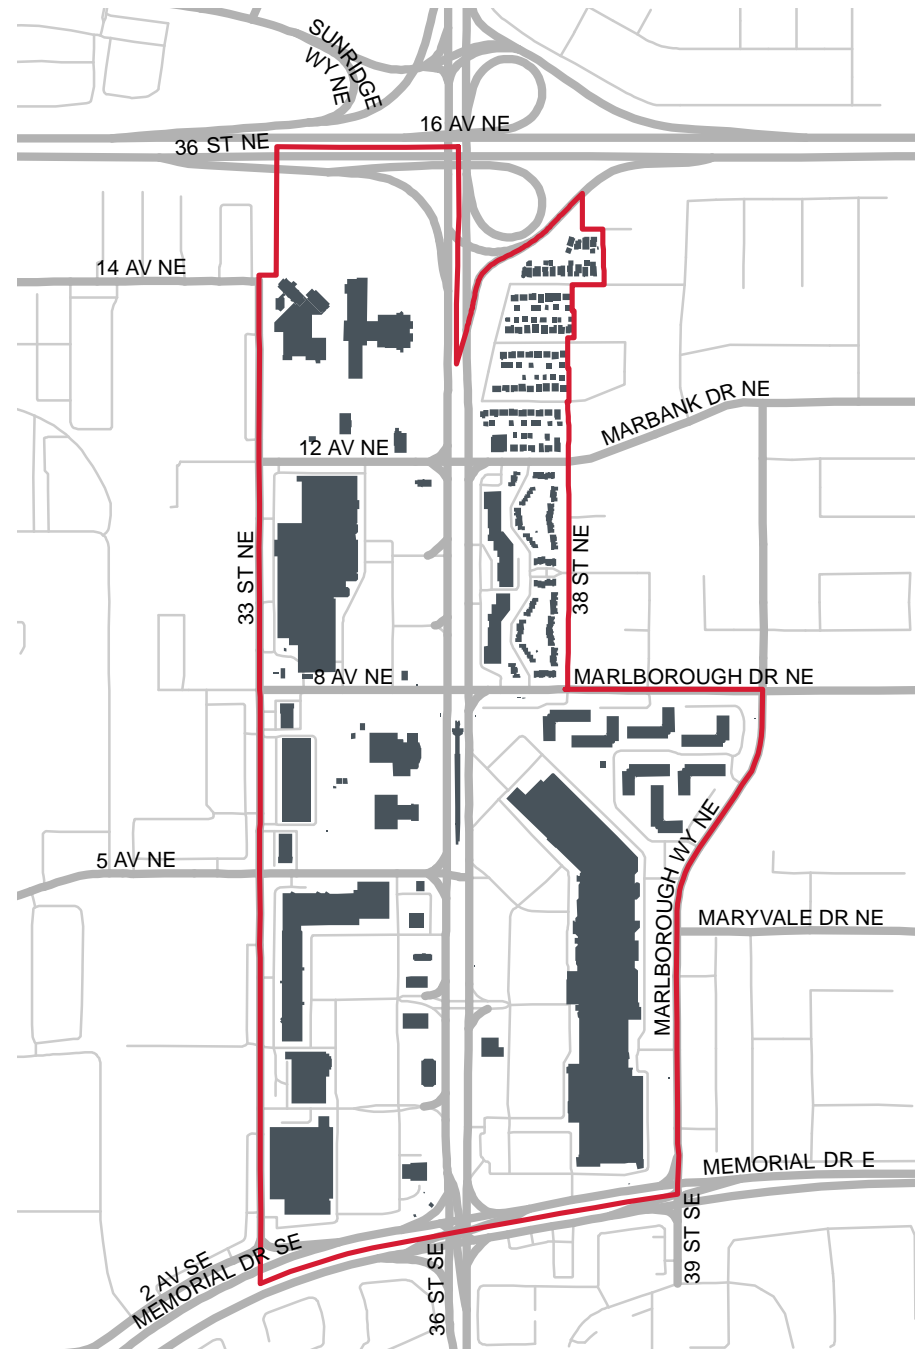 SUNRIDGE
WY NE
16 AV NE
36 ST NE
14 AV NE
MARBANK DR NE
12 AV NE
33 ST NE
38 ST NE
8 AV NE
MARLBOROUGH DR NE
MARLBOROUGH WY NE
5 AV NE
MARYVALE DR NE
MEMORIAL DR E
2 AV SE
MEMORIAL DR SE
36 ST SE
39 ST SE